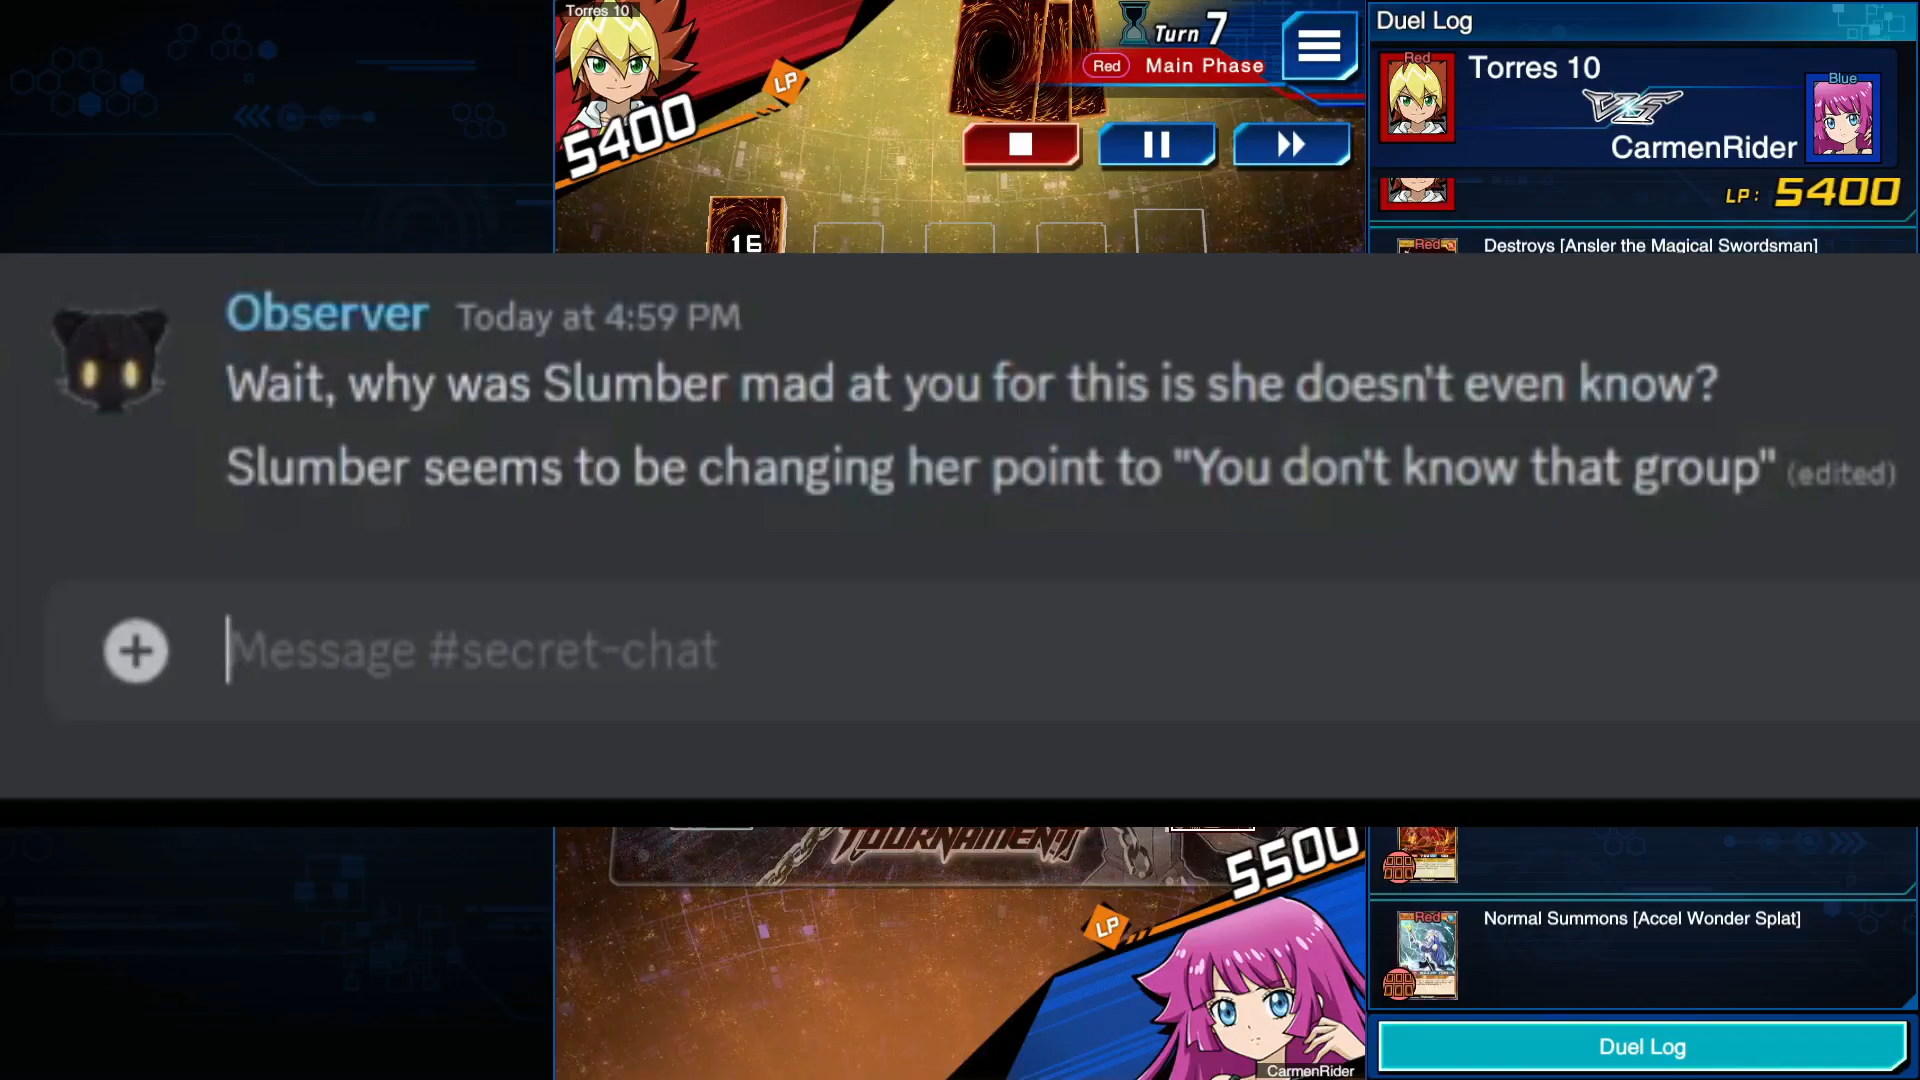 Torres 10
Turn 7
Red Main Phase
LP
5400
16
Duel Log
Red
Torres 10
VS
Blue
CarmenRider
LP: 5400
Red
Destroys [Ansler the Magical Swordsman]
Observer Today at 4:59 PM
Wait, why was Slumber mad at you for this is she doesn't even know?
Slumber seems to be changing her point to "You don't know that group" (edited)
Message #secret-chat
TOURNAMENT
5500
LP
CarmenRider
Red
Normal Summons [Accel Wonder Splat]
Duel Log